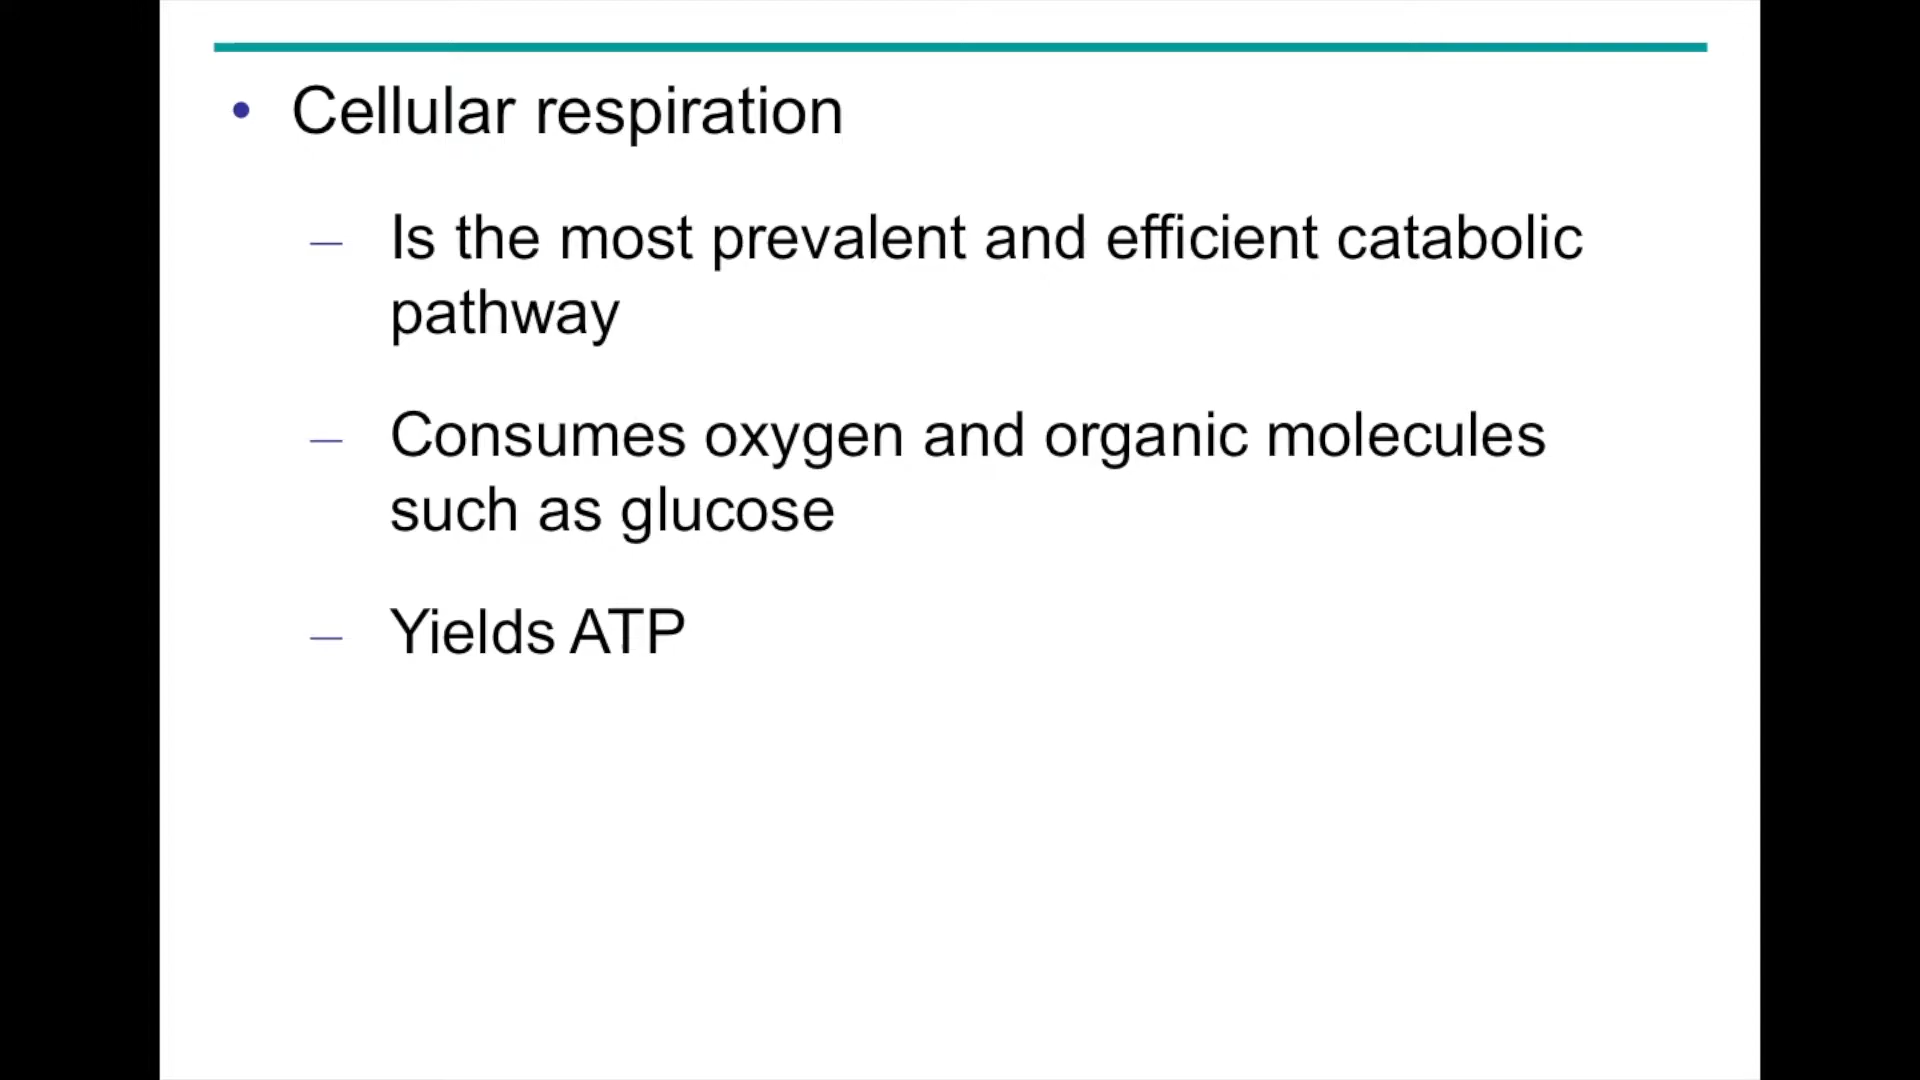 • Cellular respiration
– Is the most prevalent and efficient catabolic
pathway
– Consumes oxygen and organic molecules
such as glucose
– Yields ATP